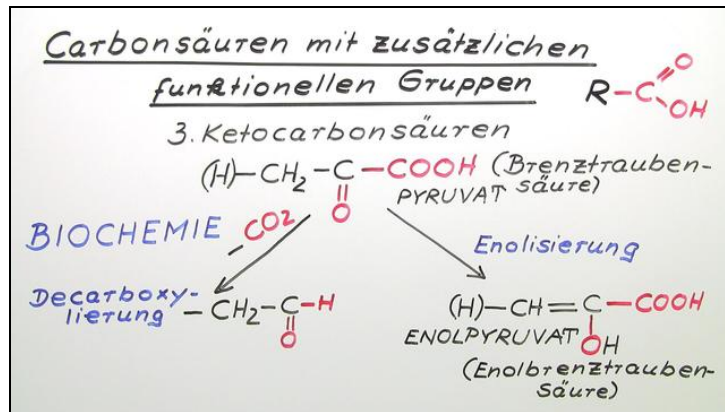 Carbonsäuren mit zusätzlichen
funktionellen Gruppen
R–C=O
OH
3. Ketocarbonsäuren
(H)–CH2–C–COOH (Brenztrauben-
säure)
O
PYRUVAT
BIOCHEMIE
–CO2
Enolisierung
Decarboxy-
lierung
–CH2–C–H
O
(H)–CH=C–COOH
OH
ENOLPYRUVAT
(Enolbrenztrauben-
säure)